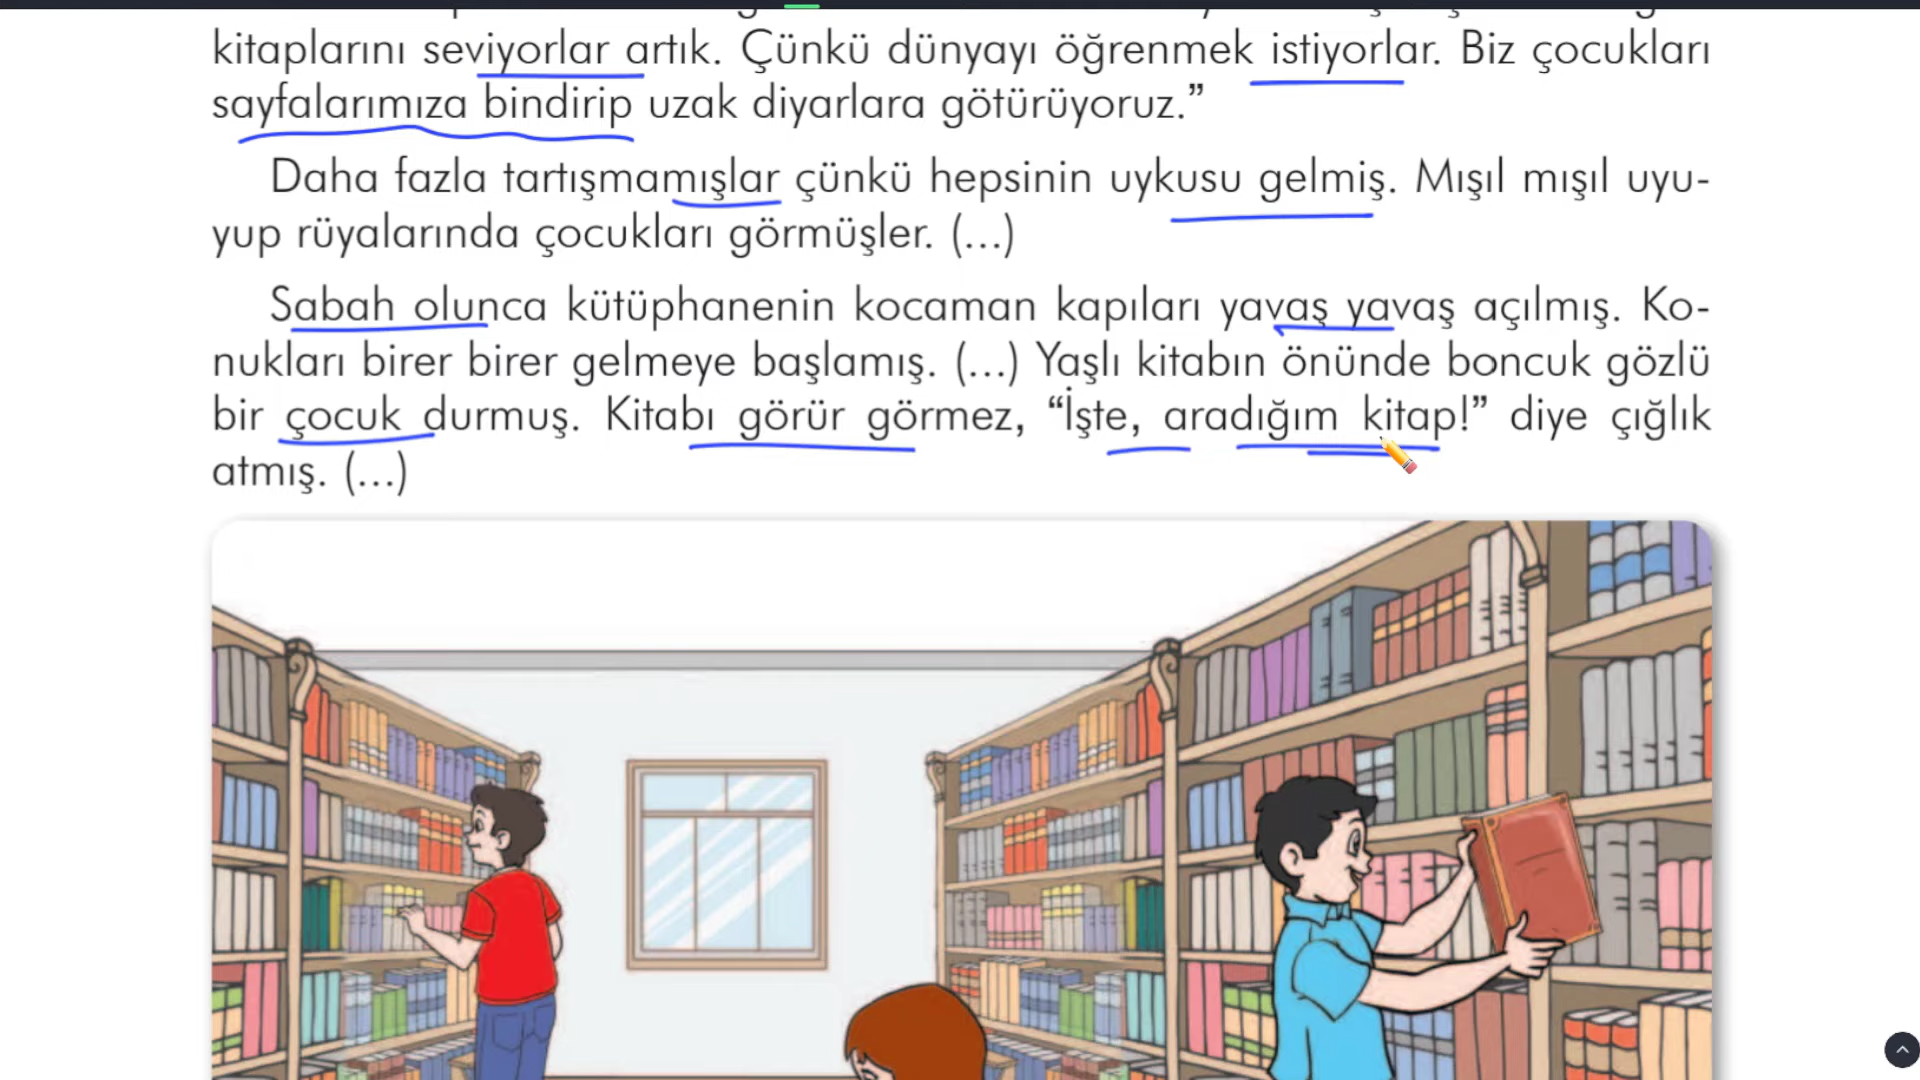 kitaplarını seviyorlar artık. Çünkü dünyayı öğrenmek istiyorlar. Biz çocukları
sayfalarımıza bindirip uzak diyarlara götürüyoruz.”
Daha fazla tartışmamışlar çünkü hepsinin uykusu gelmiş. Mışıl mışıl uyu-
yup rüyalarında çocukları görmüşler. (...)
Sabah olunca kütüphanenin kocaman kapıları yavaş yavaş açılmış. Ko-
nukları birer birer gelmeye başlamış. (...) Yaşlı kitabın önünde boncuk gözlü
bir çocuk durmuş. Kitabı görür görmez, “İşte, aradığım kitap!” diye çığlık
atmış. (...)